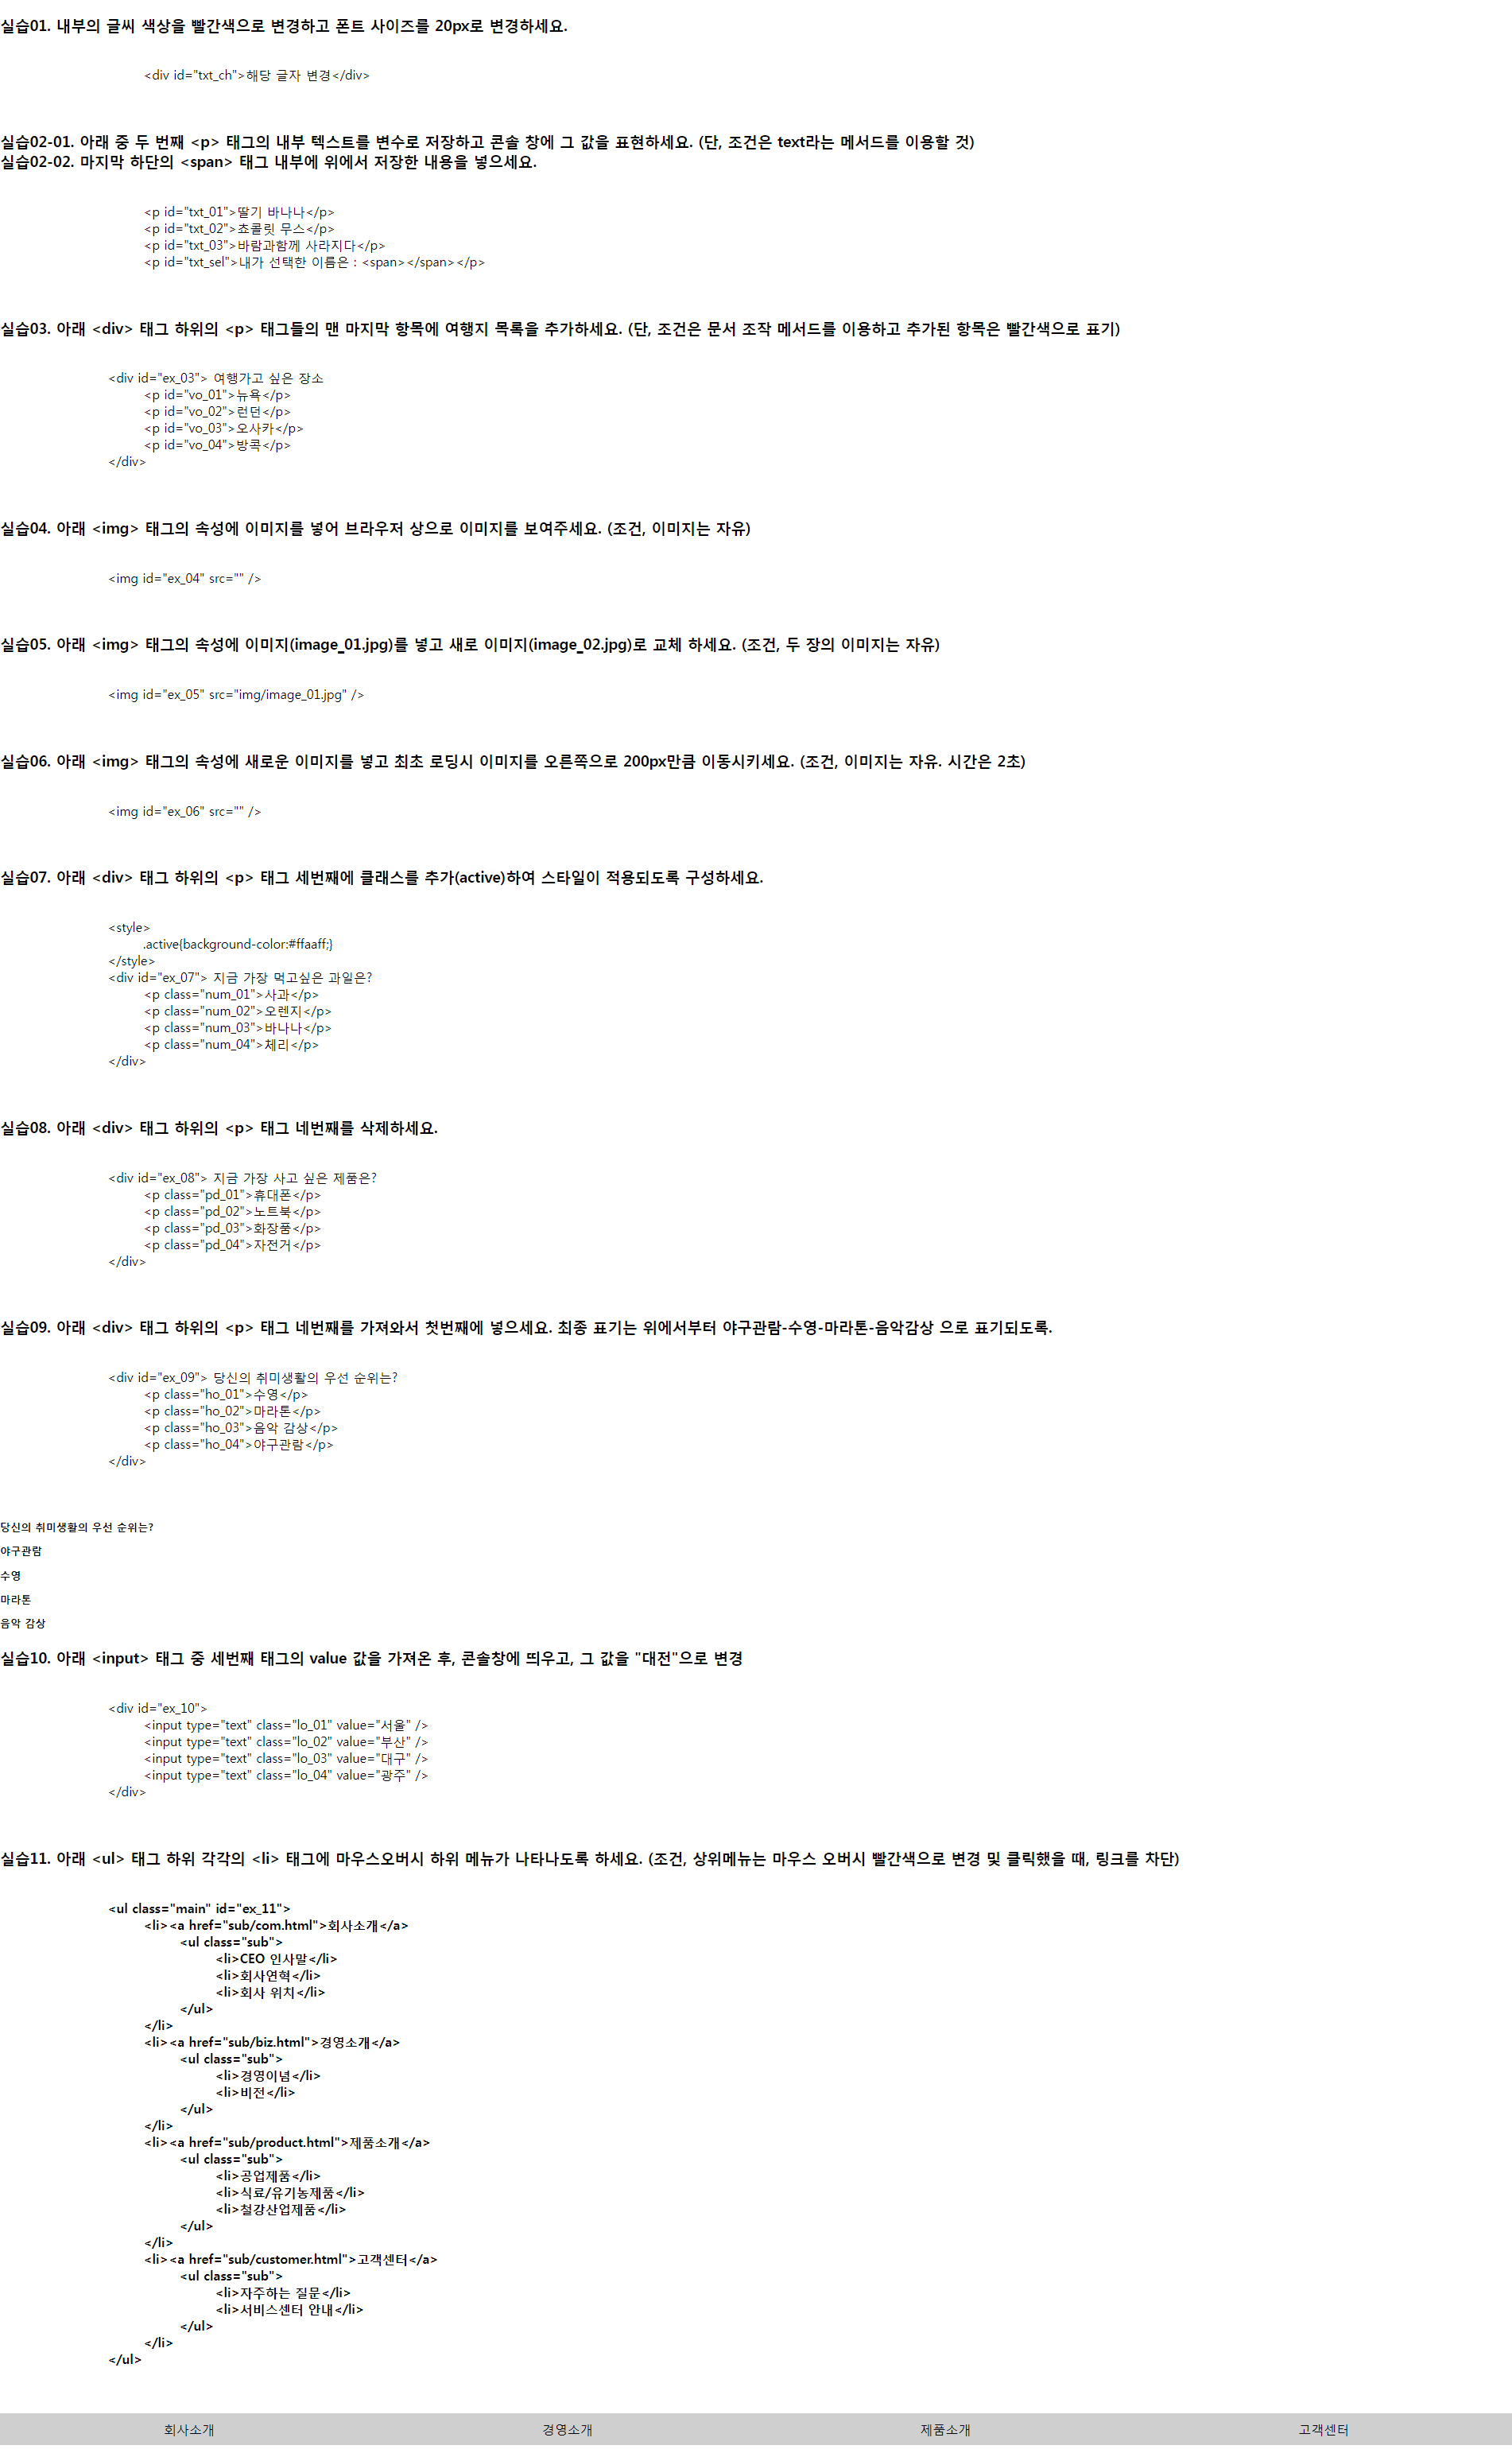 실습01. 내부의 글씨 색상을 빨간색으로 변경하고 폰트 사이즈를 20px로 변경하세요.
<div id="txt_ch">해당 글자 변경</div>
실습02-01. 아래 중 두 번째 <p> 태그의 내부 텍스트를 변수로 저장하고 콘솔 창에 그 값을 표현하세요. (단, 조건은 text라는 메서드를 이용할 것)
실습02-02. 마지막 하단의 <span> 태그 내부에 위에서 저장한 내용을 넣으세요.
<p id="txt_01">딸기 바나나</p>
<p id="txt_02">쵸콜릿 무스</p>
<p id="txt_03">바람과함께 사라지다</p>
<p id="txt_sel">내가 선택한 이름은 : <span></span></p>
실습03. 아래 <div> 태그 하위의 <p> 태그들의 맨 마지막 항목에 여행지 목록을 추가하세요. (단, 조건은 문서 조작 메서드를 이용하고 추가된 항목은 빨간색으로 표기)
<div id="ex_03"> 여행가고 싶은 장소
<p id="vo_01">뉴욕</p>
<p id="vo_02">런던</p>
<p id="vo_03">오사카</p>
<p id="vo_04">방콕</p>
</div>
실습04. 아래 <img> 태그의 속성에 이미지를 넣어 브라우저 상으로 이미지를 보여주세요. (조건, 이미지는 자유)
<img id="ex_04" src="" />
실습05. 아래 <img> 태그의 속성에 이미지(image_01.jpg)를 넣고 새로 이미지(image_02.jpg)로 교체 하세요. (조건, 두 장의 이미지는 자유)
<img id="ex_05" src="img/image_01.jpg" />
실습06. 아래 <img> 태그의 속성에 새로운 이미지를 넣고 최초 로딩시 이미지를 오른쪽으로 200px만큼 이동시키세요. (조건, 이미지는 자유. 시간은 2초)
<img id="ex_06" src="" />
실습07. 아래 <div> 태그 하위의 <p> 태그 세번째에 클래스를 추가(active)하여 스타일이 적용되도록 구성하세요.
<style>
.active{background-color:#ffaaff;}
</style>
<div id="ex_07"> 지금 가장 먹고싶은 과일은?
<p class="num_01">사과</p>
<p class="num_02">오렌지</p>
<p class="num_03">바나나</p>
<p class="num_04">체리</p>
</div>
실습08. 아래 <div> 태그 하위의 <p> 태그 네번째를 삭제하세요.
<div id="ex_08"> 지금 가장 사고 싶은 제품은?
<p class="pd_01">휴대폰</p>
<p class="pd_02">노트북</p>
<p class="pd_03">화장품</p>
<p class="pd_04">자전거</p>
</div>
실습09. 아래 <div> 태그 하위의 <p> 태그 네번째를 가져와서 첫번째에 넣으세요. 최종 표기는 위에서부터 야구관람-수영-마라톤-음악감상 으로 표기되도록.
<div id="ex_09"> 당신의 취미생활의 우선 순위는?
<p class="ho_01">수영</p>
<p class="ho_02">마라톤</p>
<p class="ho_03">음악 감상</p>
<p class="ho_04">야구관람</p>
</div>
당신의 취미생활의 우선 순위는?
야구관람
수영
마라톤
음악 감상
실습10. 아래 <input> 태그 중 세번째 태그의 value 값을 가져온 후, 콘솔창에 띄우고, 그 값을 "대전"으로 변경
<div id="ex_10">
<input type="text" class="lo_01" value="서울" />
<input type="text" class="lo_02" value="부산" />
<input type="text" class="lo_03" value="대구" />
<input type="text" class="lo_04" value="광주" />
</div>
실습11. 아래 <ul> 태그 하위 각각의 <li> 태그에 마우스오버시 하위 메뉴가 나타나도록 하세요. (조건, 상위메뉴는 마우스 오버시 빨간색으로 변경 및 클릭했을 때, 링크를 차단)
<ul class="main" id="ex_11">
<li><a href="sub/com.html">회사소개</a>
<ul class="sub">
<li>CEO 인사말</li>
<li>회사연혁</li>
<li>회사 위치</li>
</ul>
</li>
<li><a href="sub/biz.html">경영소개</a>
<ul class="sub">
<li>경영이념</li>
<li>비전</li>
</ul>
</li>
<li><a href="sub/product.html">제품소개</a>
<ul class="sub">
<li>공업제품</li>
<li>식료/유기농제품</li>
<li>철강산업제품</li>
</ul>
</li>
<li><a href="sub/customer.html">고객센터</a>
<ul class="sub">
<li>자주하는 질문</li>
<li>서비스센터 안내</li>
</ul>
</li>
</ul>
회사소개 경영소개 제품소개 고객센터